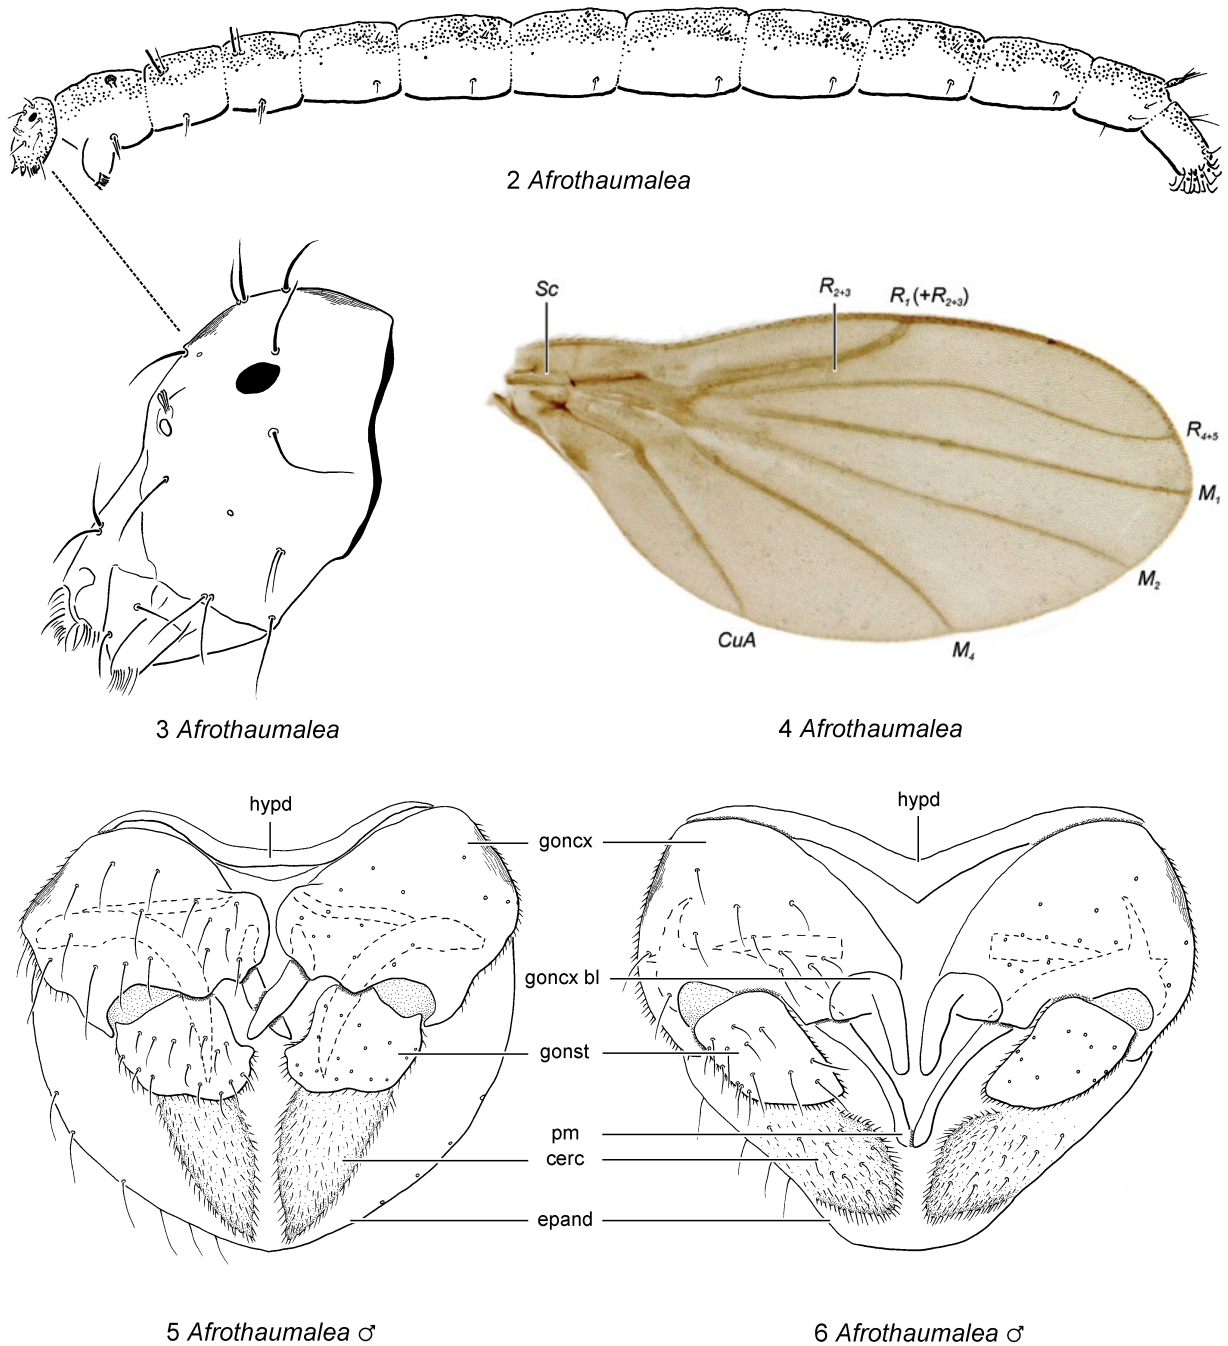 2 Afrothaumalea
Sc
R2+3
R1(+R2+3)
R4+5
M1
M2
M4
CuA
3 Afrothaumalea
4 Afrothaumalea
hypd
hypd
goncx
goncx bl
gonst
pm
cerc
epand
5 Afrothaumalea ♂
6 Afrothaumalea ♂